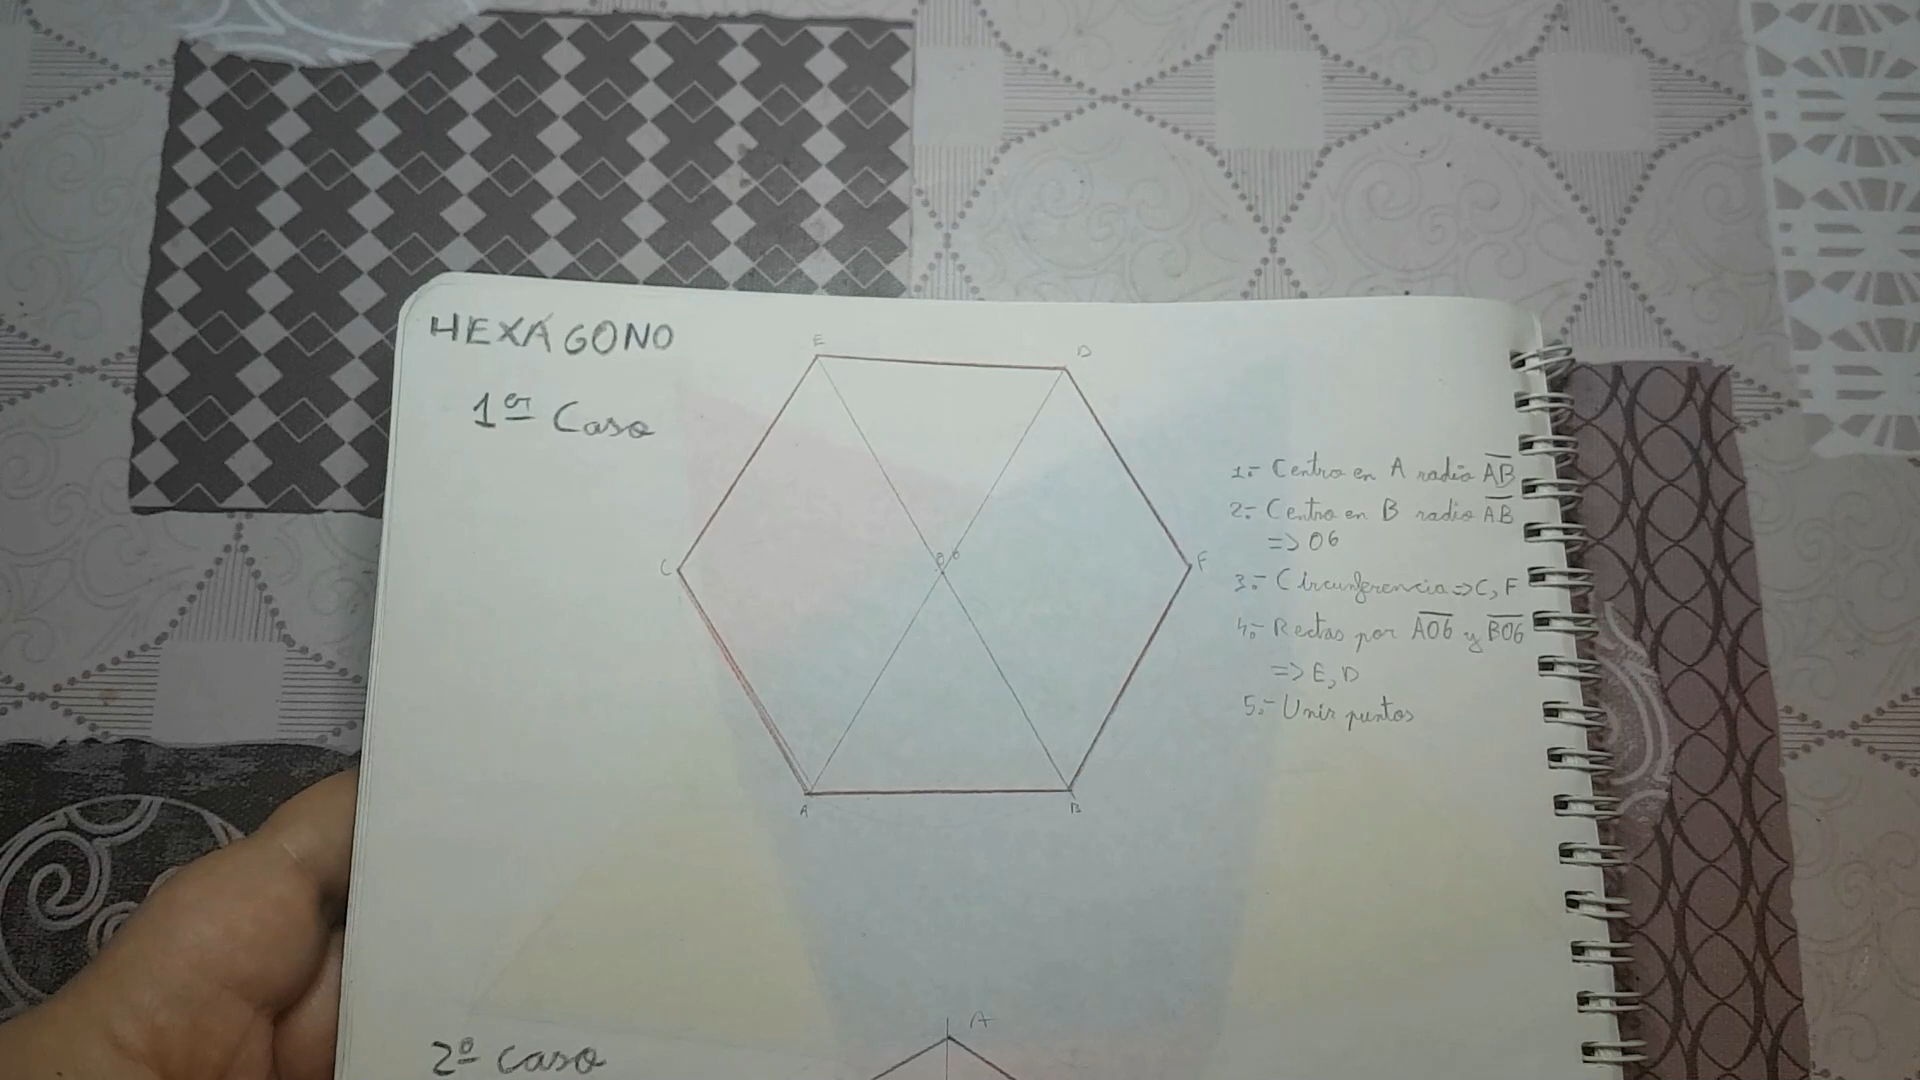 HEXÁGONO
1er Caso
E
D
C
O6
F
A
B
1.- Centro en A radio AB
2.- Centro en B radio AB
=> O6
3.- Circunferencia => C, F
4.- Rectas por AO6 y BO6
=> E, D
5.- Unir puntos
A
2º caso